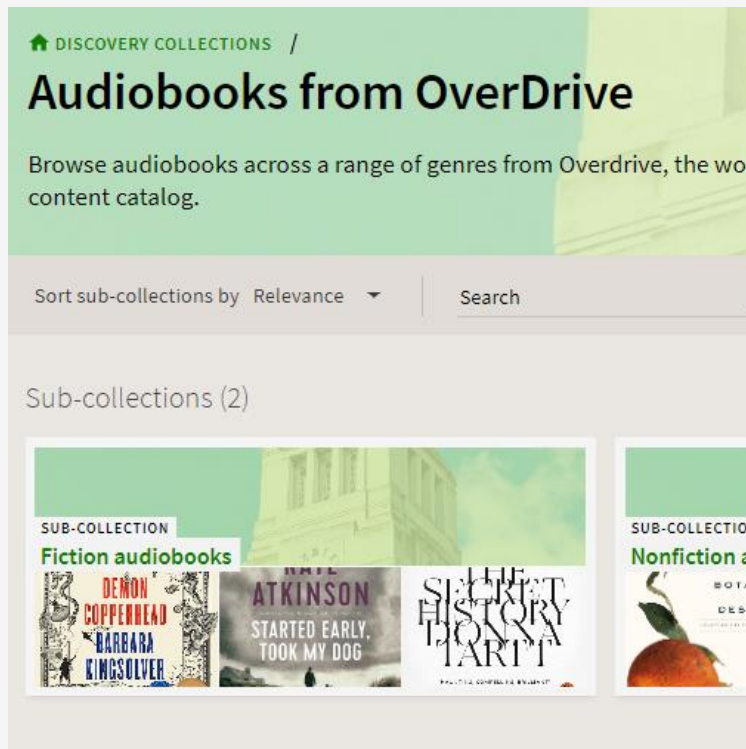 DISCOVERY COLLECTIONS /
Audiobooks from OverDrive
Browse audiobooks across a range of genres from Overdrive, the wo
content catalog.
Sort sub-collections by Relevance
Search
Sub-collections (2)
SUB-COLLECTION
Fiction audiobooks
DEMON
COPPERHEAD
BARBARA
KINGSOLVER
KATE
ATKINSON
STARTED EARLY,
TOOK MY DOG
THE
SECRET
HISTORY
DONNA
TARTT
SUB-COLLECTIO
Nonfiction a
BOTA
DES